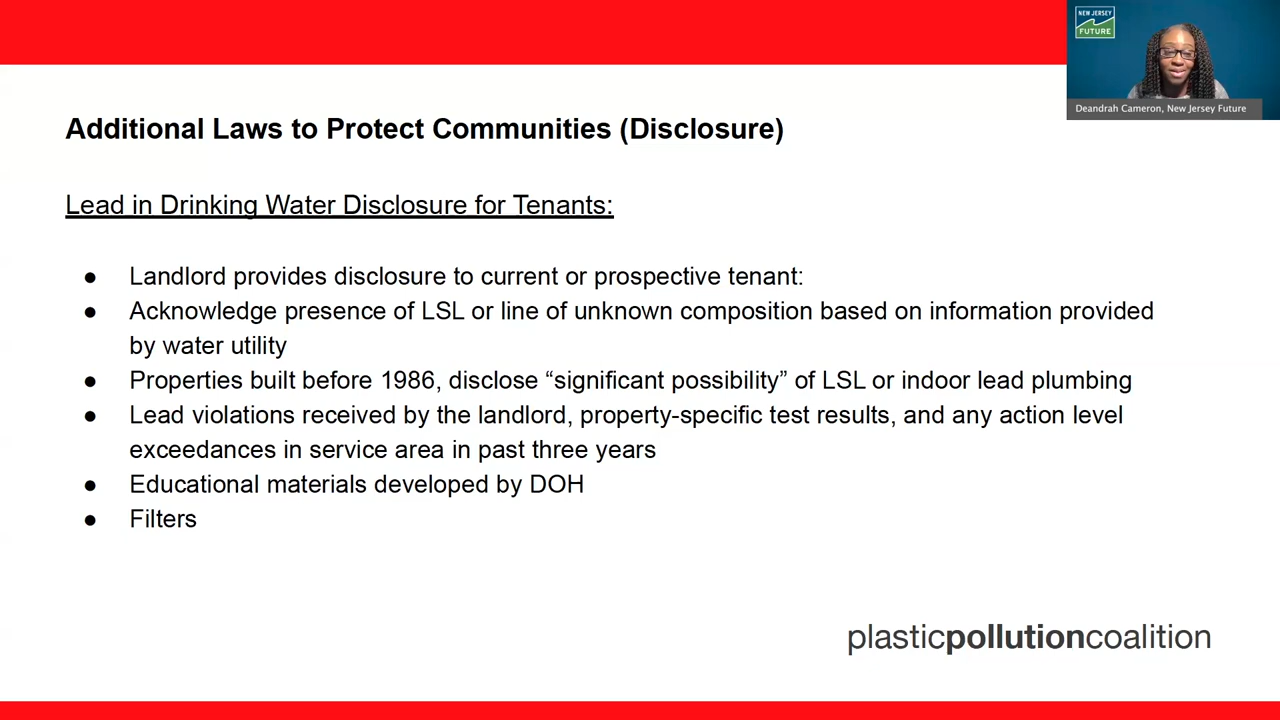 NEW JERSEY
FUTURE
Deandrah Cameron, New Jersey Future
Additional Laws to Protect Communities (Disclosure)
Lead in Drinking Water Disclosure for Tenants:
● Landlord provides disclosure to current or prospective tenant:
● Acknowledge presence of LSL or line of unknown composition based on information provided
by water utility
● Properties built before 1986, disclose “significant possibility” of LSL or indoor lead plumbing
● Lead violations received by the landlord, property-specific test results, and any action level
exceedances in service area in past three years
● Educational materials developed by DOH
● Filters
plasticpollutioncoalition